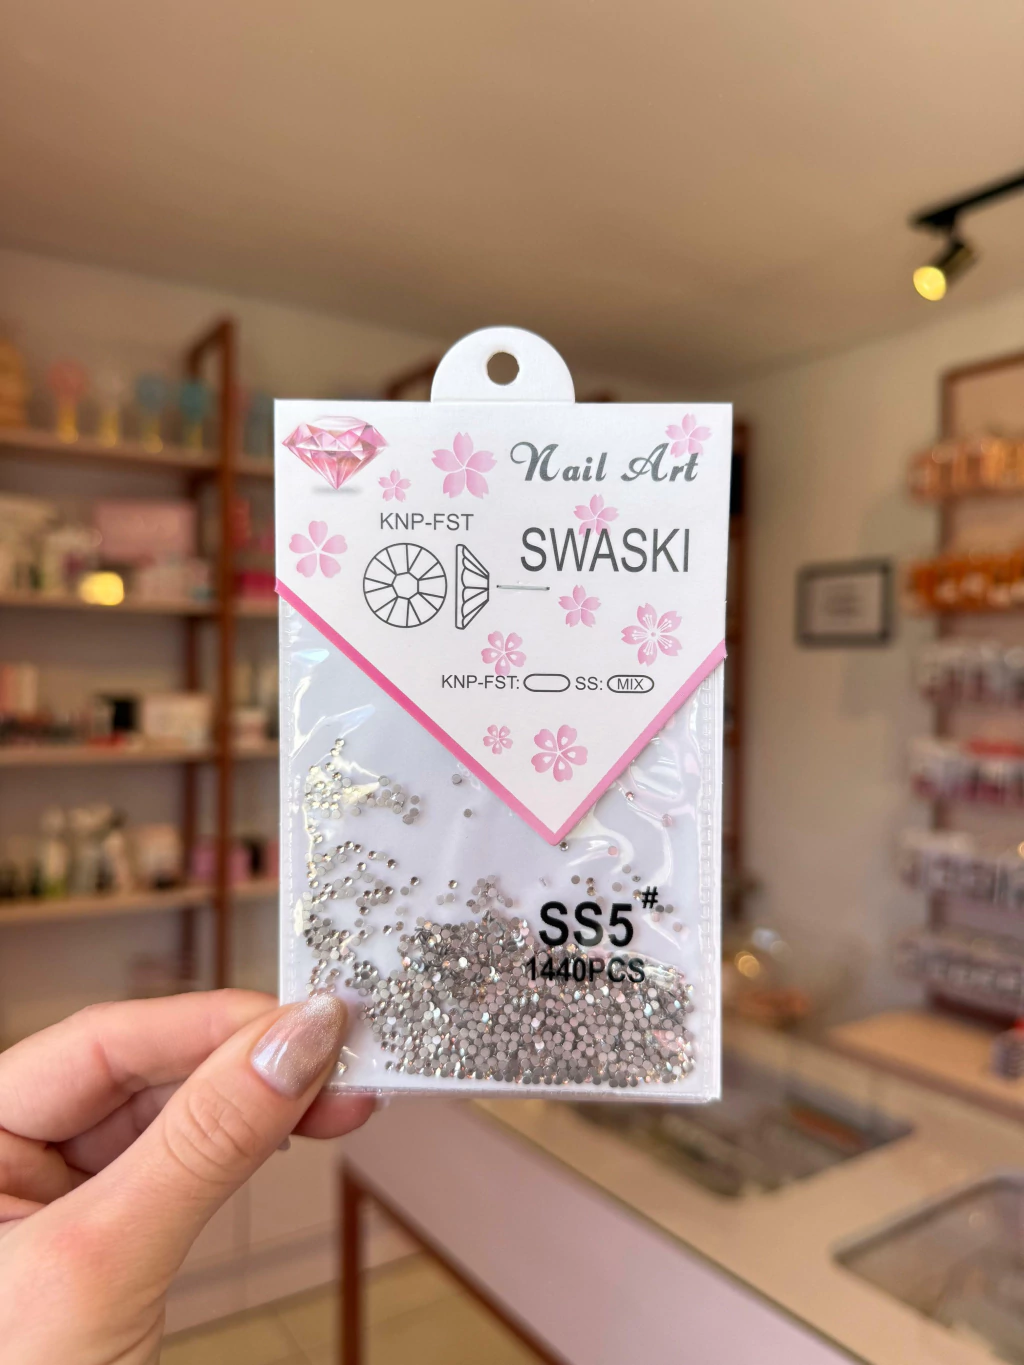 Nail Art
KNP-FST
SWASKI
KNP-FST: SS: MIX
SS5#
1440PCS